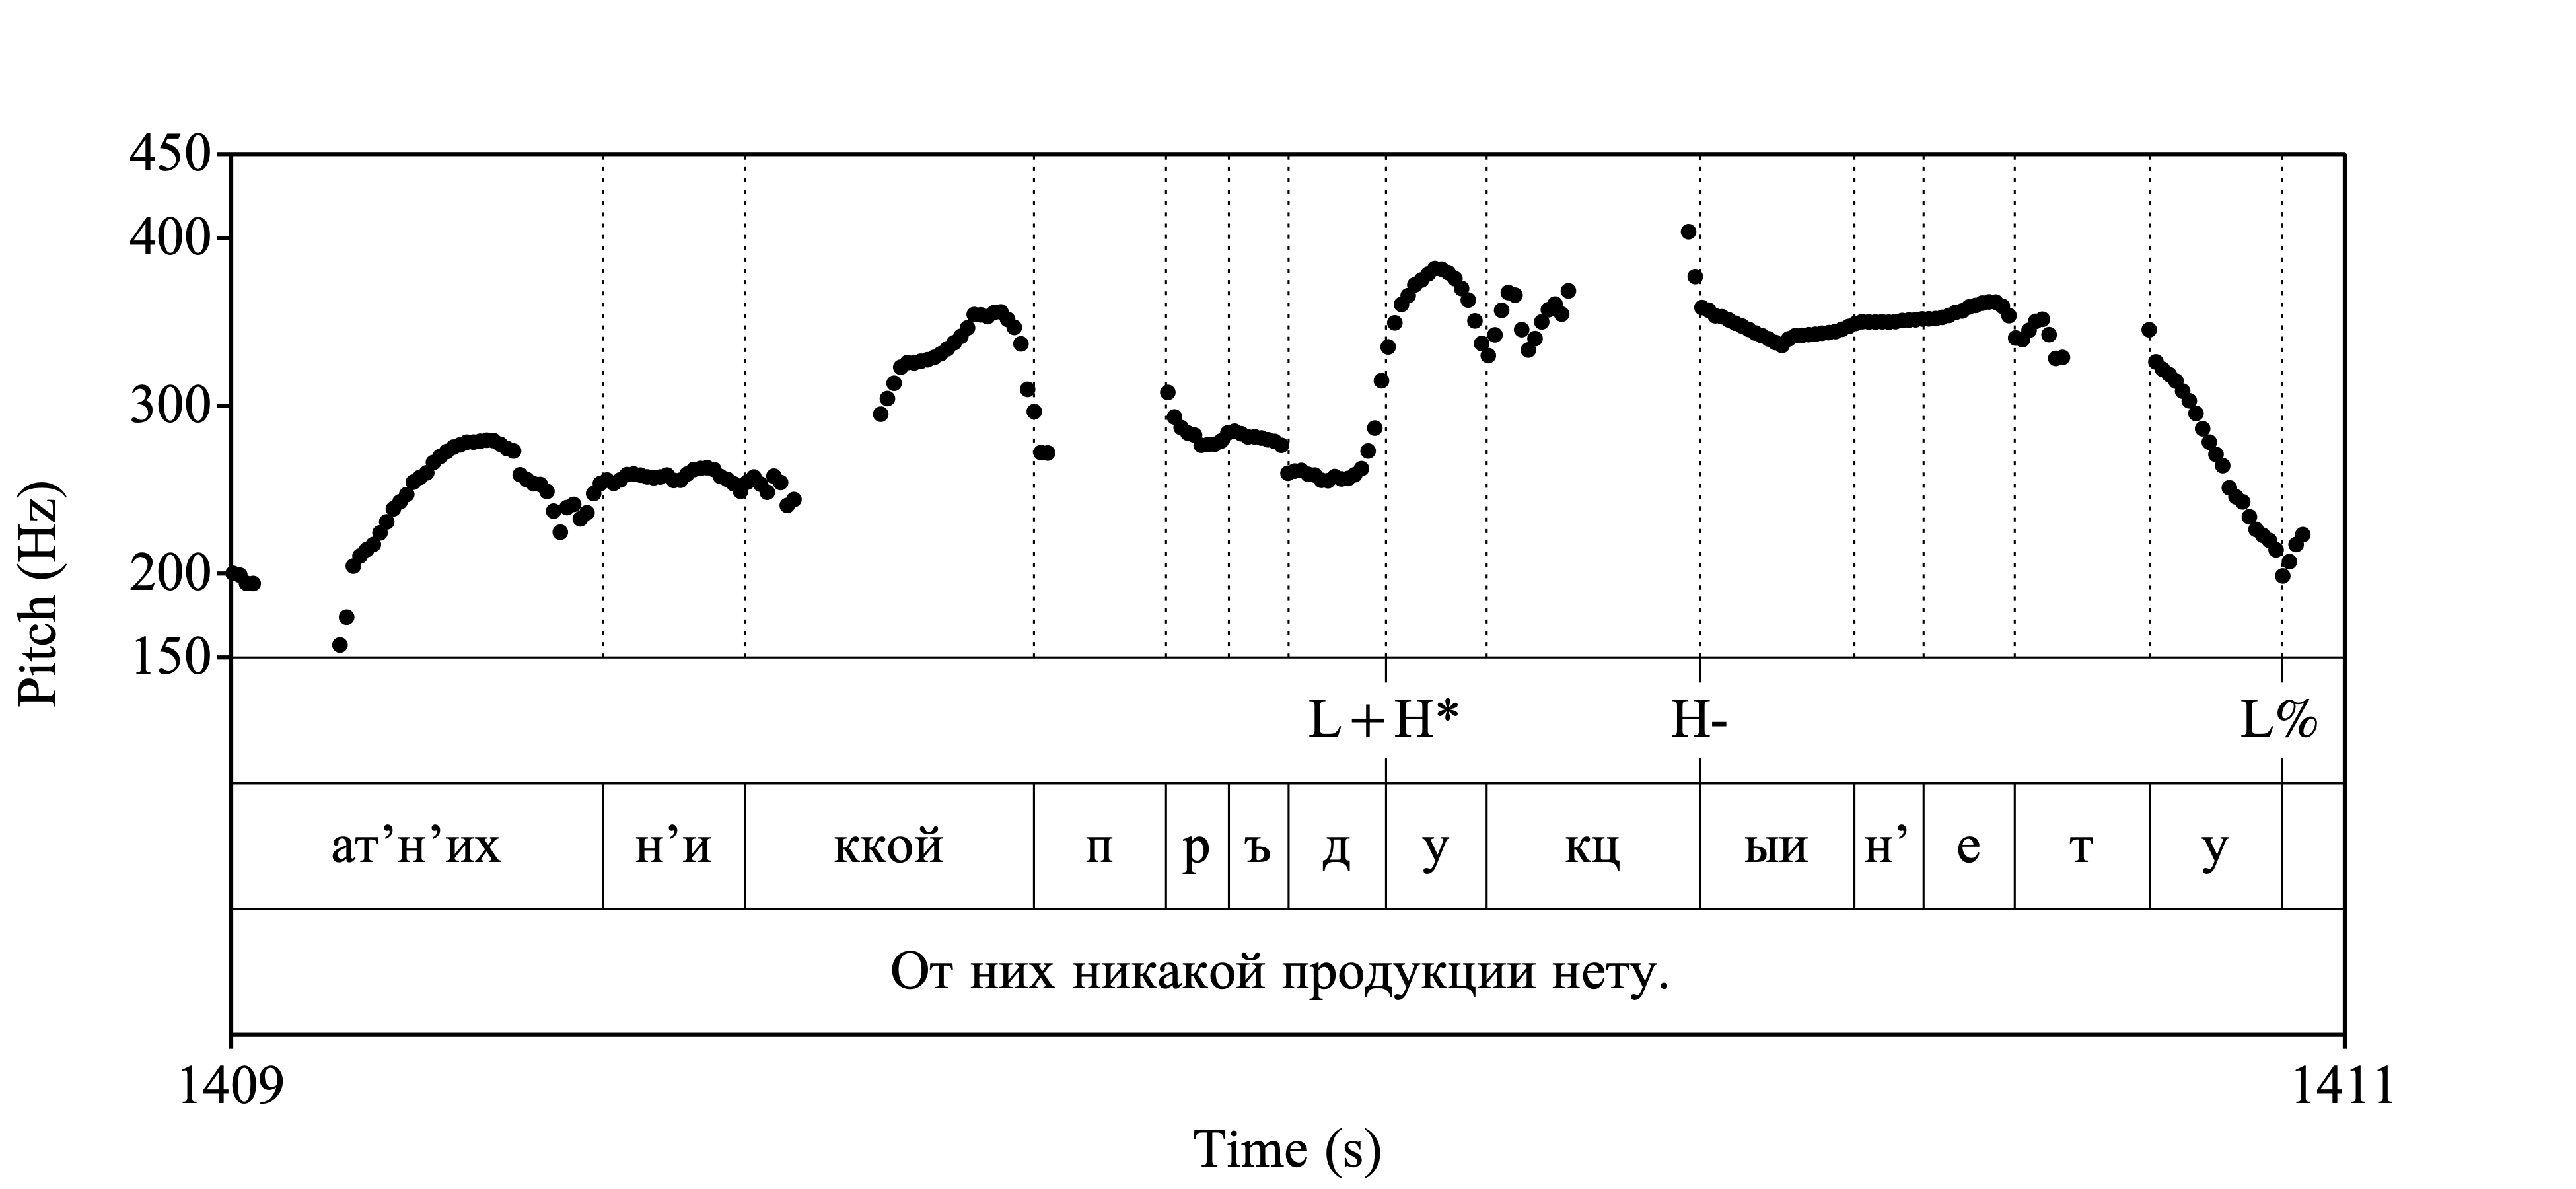 450
400
300
200
150
Pitch (Hz)
L+H* H- L%
ат’н’их н’и ккой п р ъ д у кц ыи н’ е т у
От них никакой продукции нету.
1409 1411
Time (s)